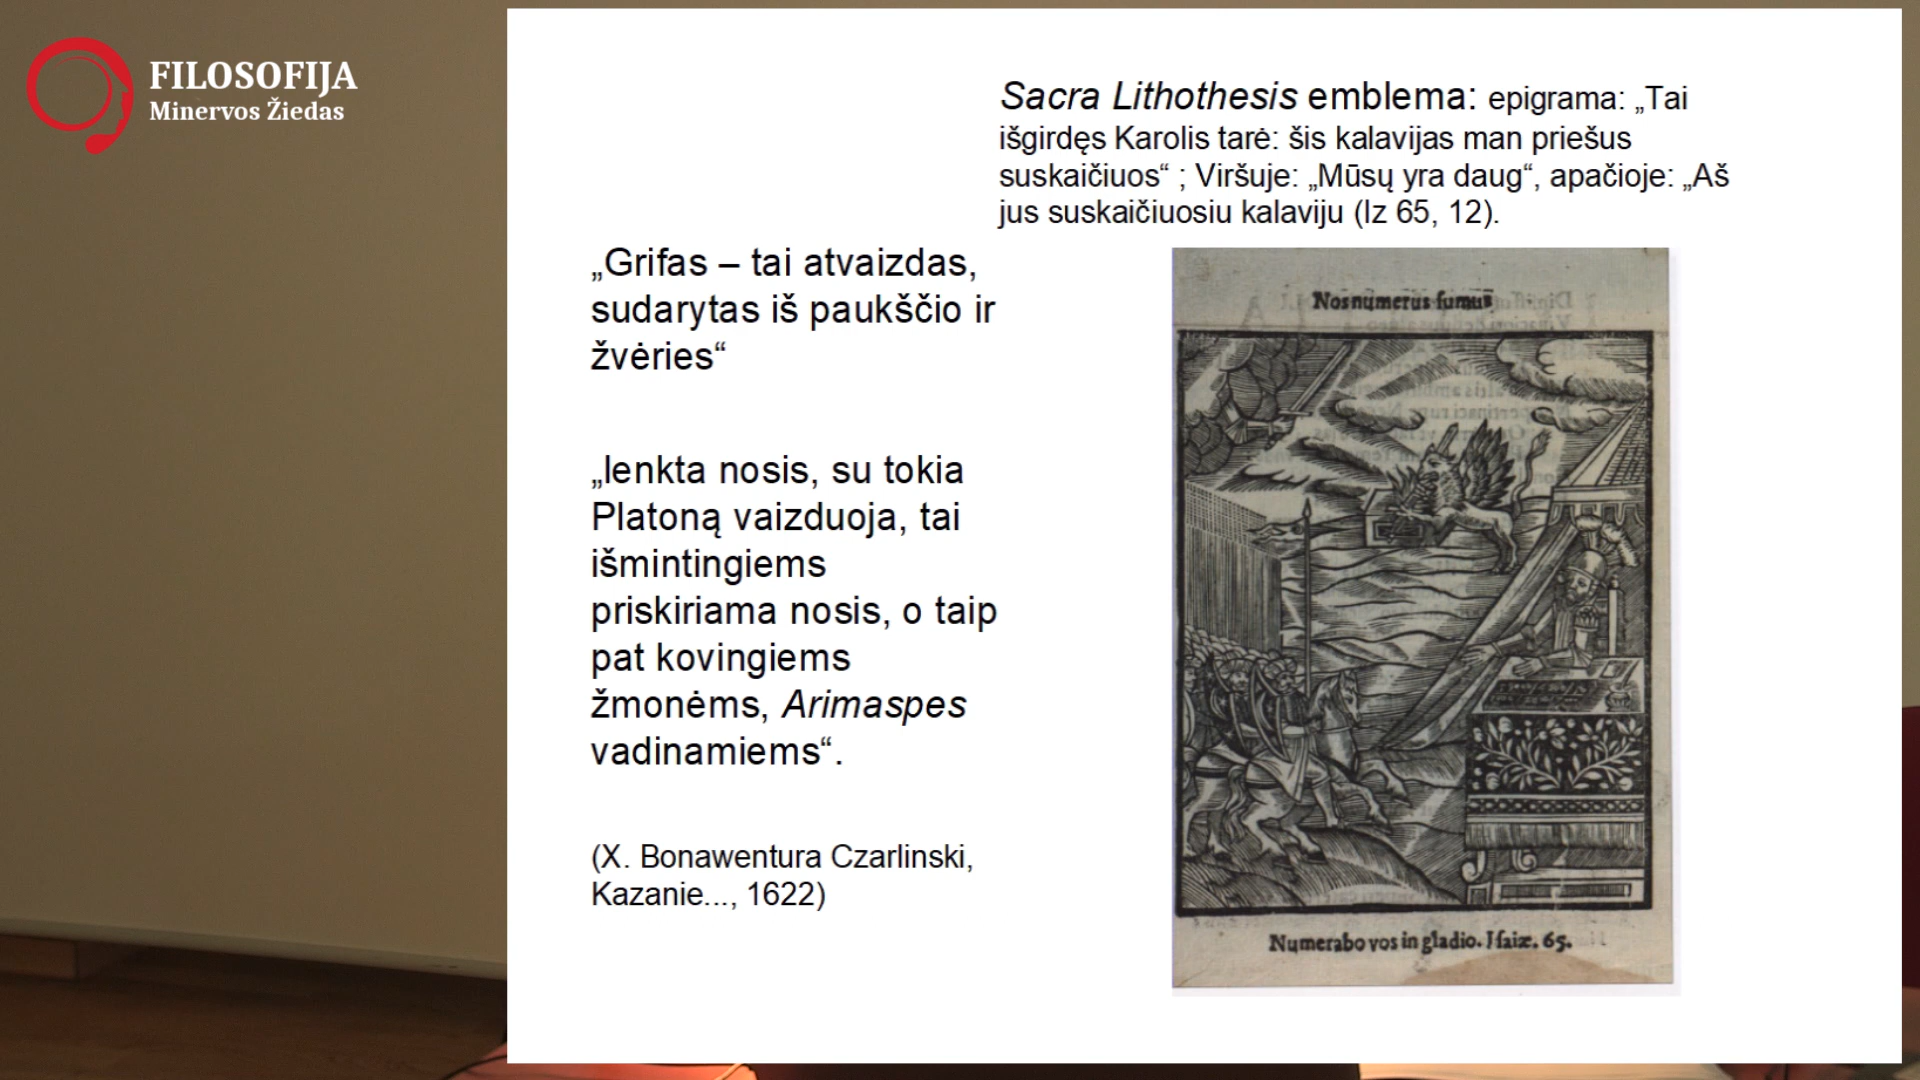 FILOSOFIJA
Minervos Žiedas
Sacra Lithothesis emblema: epigrama: „Tai
išgirdęs Karolis tarė: šis kalavijas man priešus
suskaičiuos“ ; Viršuje: „Mūsų yra daug“, apačioje: „Aš
jus suskaičiuosiu kalaviju (Iz 65, 12).
„Grifas – tai atvaizdas,
sudarytas iš paukščio ir
žvėries“
„lenkta nosis, su tokia
Platoną vaizduoja, tai
išmintingiems
priskiriama nosis, o taip
pat kovingiems
žmonėms, Arimaspes
vadinamiems“.
(X. Bonawentura Czarlinski,
Kazanie..., 1622)
Nos numerus sumus
Numerabo vos in gladio. Isaiæ. 65.